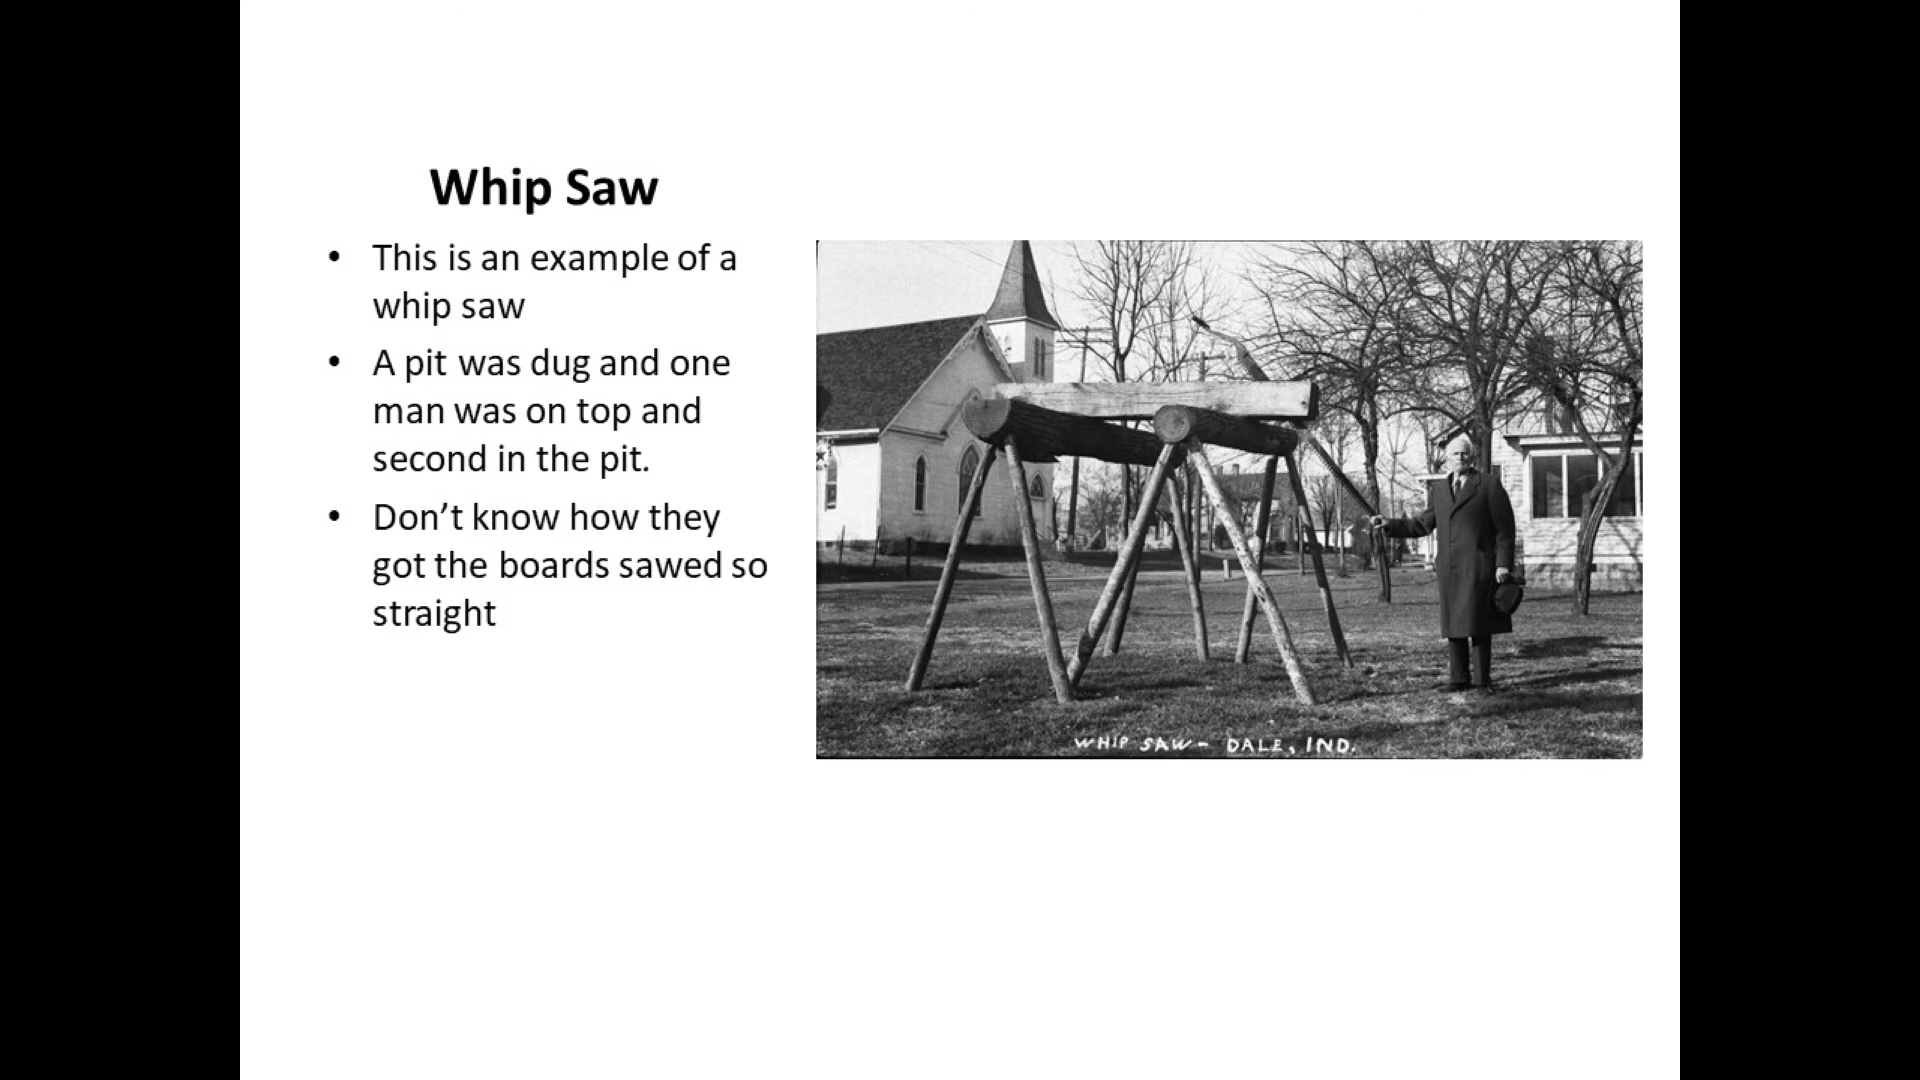 Whip Saw
• This is an example of a
whip saw
• A pit was dug and one
man was on top and
second in the pit.
• Don’t know how they
got the boards sawed so
straight
WHIP SAW - DALE, IND.